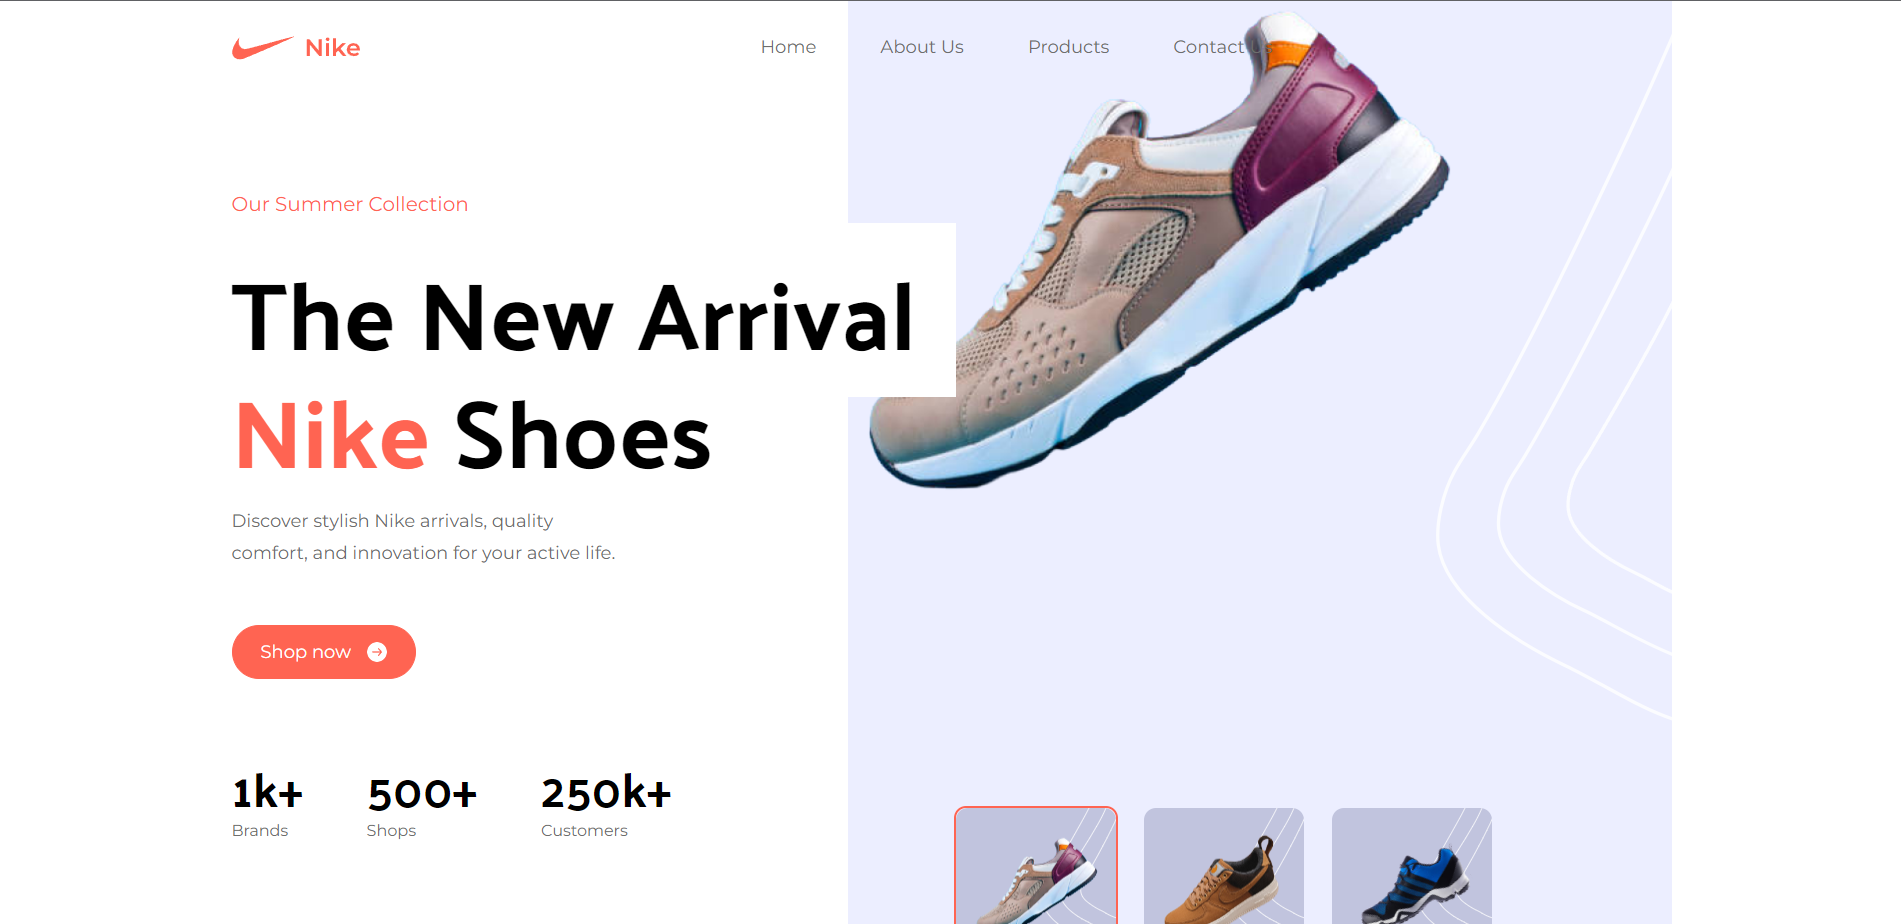 Nike
Home
About Us
Products
Contact Us
Our Summer Collection
The New Arrival
Nike Shoes
Discover stylish Nike arrivals, quality
comfort, and innovation for your active life.
Shop now
1k+
Brands
500+
Shops
250k+
Customers